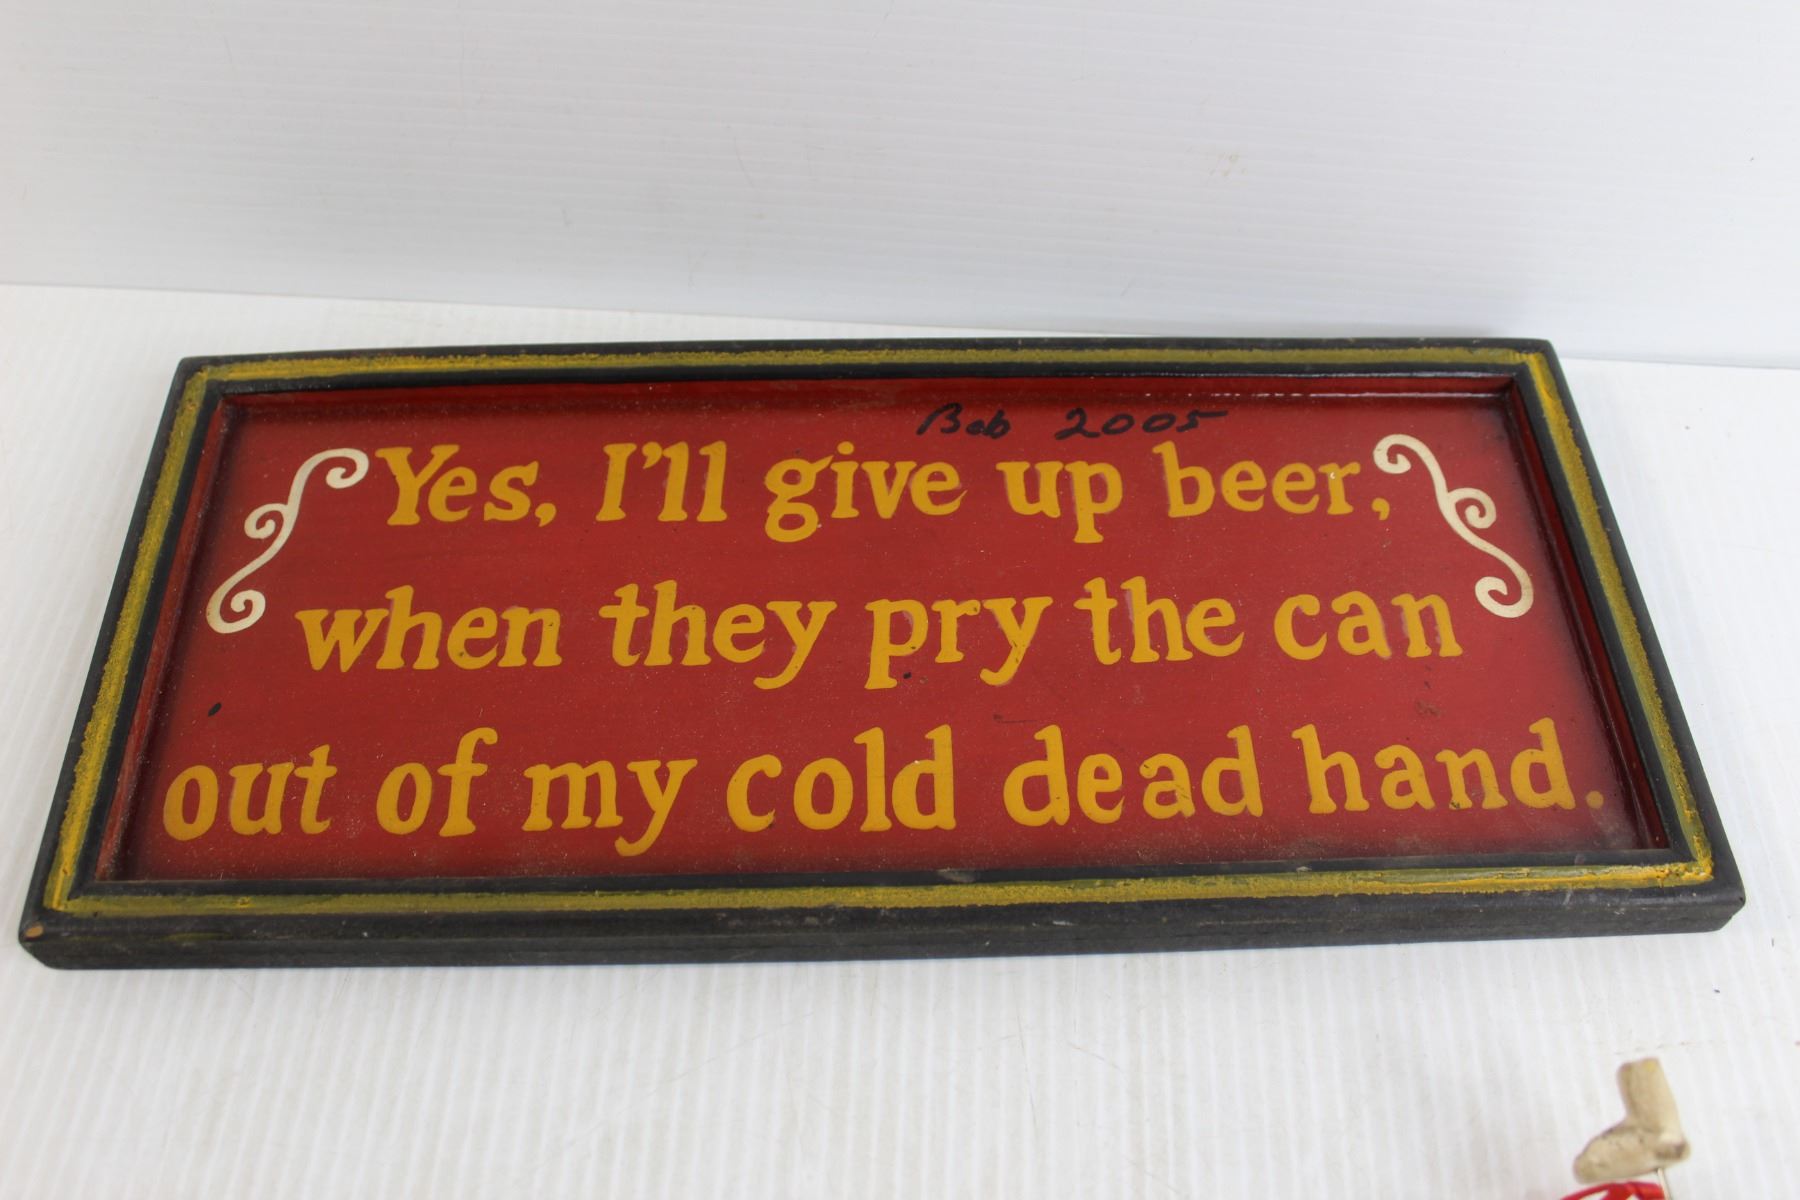 Bob 2005
Yes, I'll give up beer,
when they pry the can
out of my cold dead hand.